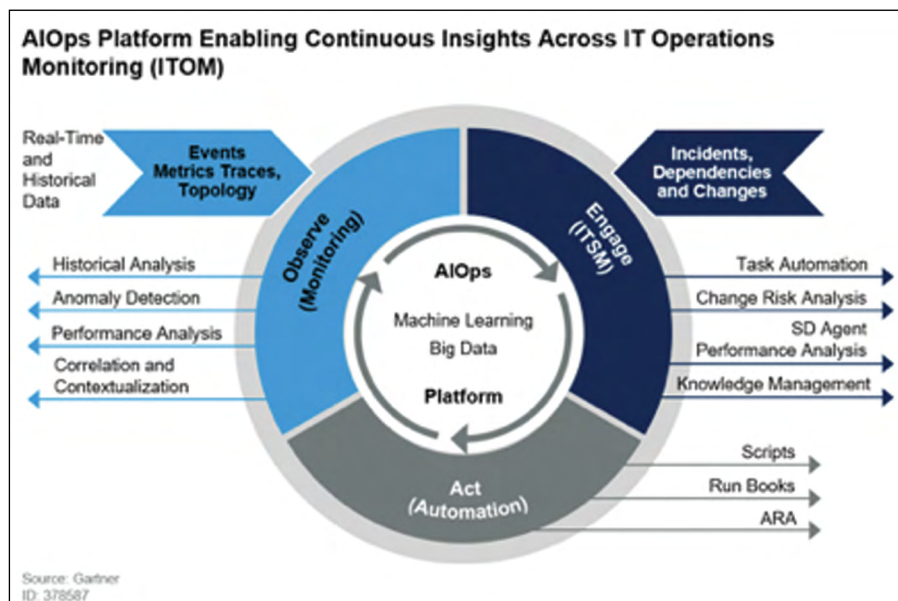 AIOps Platform Enabling Continuous Insights Across IT Operations
Monitoring (ITOM)
Real-Time
and
Historical
Data
Events
Metrics Traces,
Topology
Incidents,
Dependencies
and Changes
Observe
(Monitoring)
Engage
(ITSM)
AIOps
Machine Learning
Big Data
Platform
Act
(Automation)
Historical Analysis
Anomaly Detection
Performance Analysis
Correlation and
Contextualization
Task Automation
Change Risk Analysis
SD Agent
Performance Analysis
Knowledge Management
Scripts
Run Books
ARA
Source: Gartner
ID: 378587